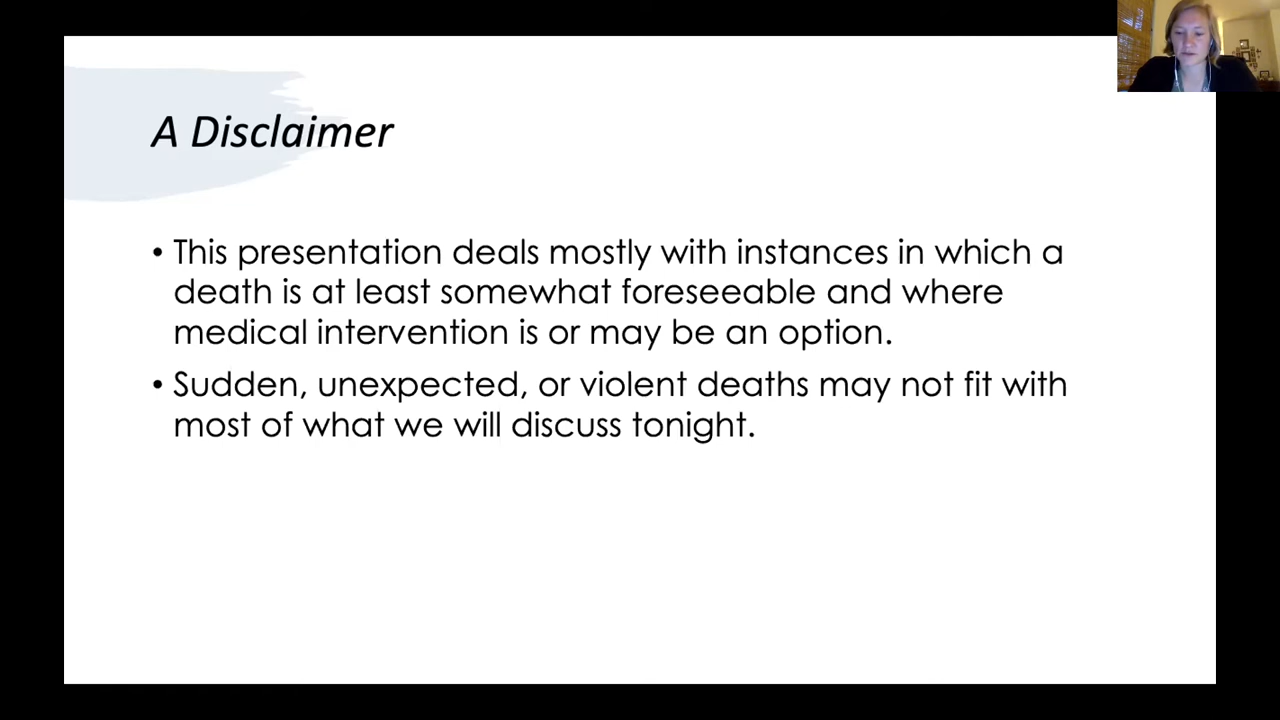 A Disclaimer
• This presentation deals mostly with instances in which a
death is at least somewhat foreseeable and where
medical intervention is or may be an option.
• Sudden, unexpected, or violent deaths may not fit with
most of what we will discuss tonight.